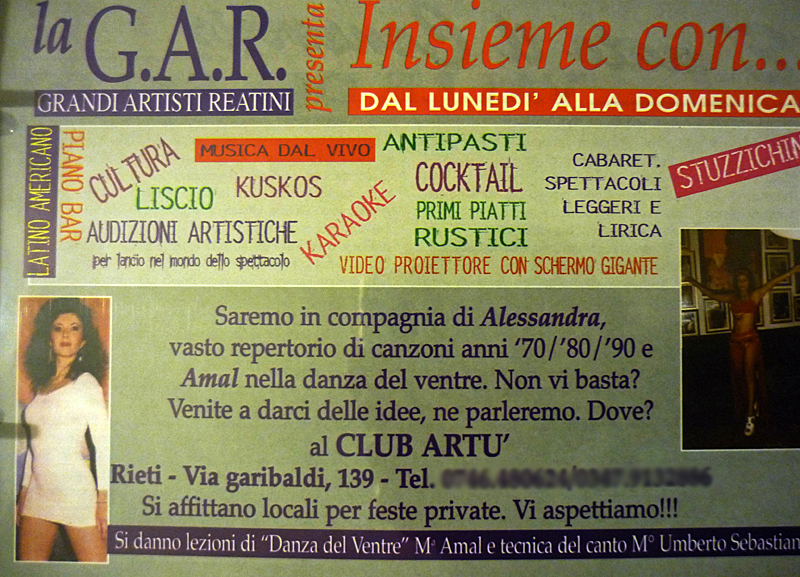 la G.A.R. presenta Insieme con...
GRANDI ARTISTI REATINI
DAL LUNEDI' ALLA DOMENICA
LATINO AMERICANO
PIANO BAR
CULTURA
MUSICA DAL VIVO
ANTIPASTI
LISCIO
KUSKOS
KARAOKE
COCKTAIL
CABARET.
SPETTACOLI
LEGGERI E
LIRICA
STUZZICHIN
PRIMI PIATTI
RUSTICI
AUDIZIONI ARTISTICHE
per lancio nel mondo dello spettacolo
VIDEO PROIETTORE CON SCHERMO GIGANTE
Saremo in compagnia di Alessandra,
vasto repertorio di canzoni anni '70/'80/'90 e
Amal nella danza del ventre. Non vi basta?
Venite a darci delle idee, ne parleremo. Dove?
al CLUB ARTU'
Rieti - Via garibaldi, 139 - Tel.
Si affittano locali per feste private. Vi aspettiamo!!!
Si danno lezioni di "Danza del Ventre" Mª Amal e tecnica del canto M° Umberto Sebastian